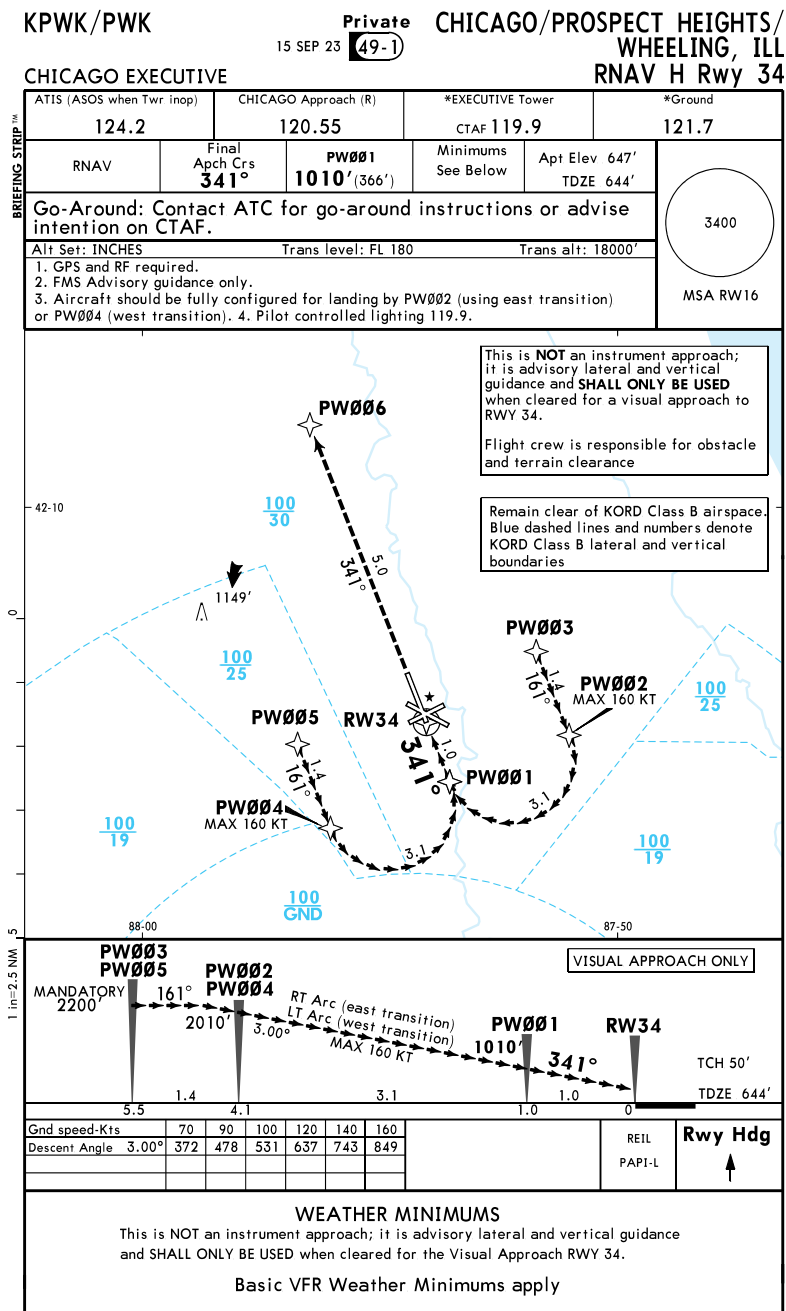 KPWK/PWK
Private
15 SEP 23 49-1
CHICAGO/PROSPECT HEIGHTS/
WHEELING, ILL
RNAV H Rwy 34
CHICAGO EXECUTIVE
BRIEFING STRIP™
ATIS (ASOS when Twr inop)
124.2
CHICAGO Approach (R)
120.55
*EXECUTIVE Tower
CTAF 119.9
*Ground
121.7
RNAV
Final
Apch Crs
341°
PWØØ1
1010'(366')
Minimums
See Below
Apt Elev 647'
TDZE 644'
Go-Around: Contact ATC for go-around instructions or advise
intention on CTAF.
Alt Set: INCHES Trans level: FL 180 Trans alt: 18000'
1. GPS and RF required.
2. FMS Advisory guidance only.
3. Aircraft should be fully configured for landing by PWØØ2 (using east transition)
or PWØØ4 (west transition). 4. Pilot controlled lighting 119.9.
3400
MSA RW16
This is NOT an instrument approach;
it is advisory lateral and vertical
guidance and SHALL ONLY BE USED
when cleared for a visual approach to
RWY 34.
Flight crew is responsible for obstacle
and terrain clearance
Remain clear of KORD Class B airspace.
Blue dashed lines and numbers denote
KORD Class B lateral and vertical
boundaries
PWØØ6
42-10
100
30
5.0
341°
1149'
0
100
25
PWØØ3
1.4
161°
PWØØ2
MAX 160 KT
100
25
PWØØ5
RW34
341°
1.0
PWØØ1
1.4
161°
PWØØ4
MAX 160 KT
3.1
3.1
100
19
100
19
100
GND
88-00
87-50
5
1 in=2.5 NM
PWØØ3
PWØØ5
PWØØ2
PWØØ4
VISUAL APPROACH ONLY
MANDATORY
2200'
161°
2010'
3.00°
RT Arc (east transition)
LT Arc (west transition)
MAX 160 KT
PWØØ1
1010'
341°
RW34
TCH 50'
TDZE 644'
1.4
3.1
1.0
5.5
4.1
1.0
0
Gnd speed-Kts 70 90 100 120 140 160
Descent Angle 3.00° 372 478 531 637 743 849
REIL
PAPI-L
Rwy Hdg
WEATHER MINIMUMS
This is NOT an instrument approach; it is advisory lateral and vertical guidance
and SHALL ONLY BE USED when cleared for the Visual Approach RWY 34.
Basic VFR Weather Minimums apply